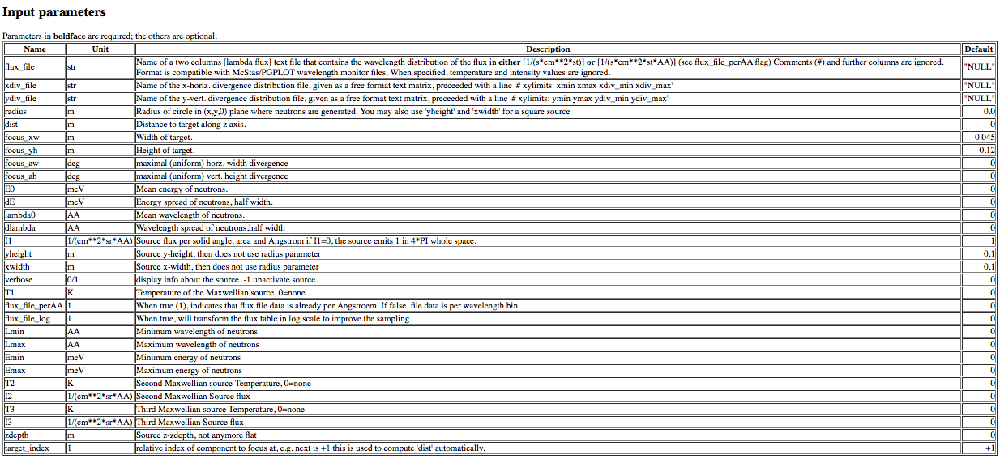 Input parameters
Parameters in boldface are required; the others are optional.
Name Unit Description Default
flux_file str Name of a two columns [lambda flux] text file that contains the wavelength distribution of the flux in either [1/(s*cm**2*st)] or [1/(s*cm**2*st*AA)] (see flux_file_perAA flag) Comments (#) and further columns are ignored.
Format is compatible with McStas/PGPLOT wavelength monitor files. When specified, temperature and intensity values are ignored. "NULL"
xdiv_file str Name of the x-horiz. divergence distribution file, given as a free format text matrix, preceeded with a line '# xylimits: xmin xmax xdiv_min xdiv_max' "NULL"
ydiv_file str Name of the y-vert. divergence distribution file, given as a free format text matrix, preceeded with a line '# xylimits: ymin ymax ydiv_min ydiv_max' "NULL"
radius m Radius of circle in (x,y,0) plane where neutrons are generated. You may also use 'yheight' and 'xwidth' for a square source 0.0
dist m Distance to target along z axis. 0
focus_xw m Width of target. 0.045
focus_yh m Height of target. 0.12
focus_aw deg maximal (uniform) horz. width divergence 0
focus_ah deg maximal (uniform) vert. height divergence 0
E0 meV Mean energy of neutrons. 0
dE meV Energy spread of neutrons, half width. 0
lambda0 AA Mean wavelength of neutrons. 0
dlambda AA Wavelength spread of neutrons,half width 0
I1 1/(cm**2*sr*AA) Source flux per solid angle, area and Angstrom if I1=0, the source emits 1 in 4*PI whole space. 1
yheight m Source y-height, then does not use radius parameter 0.1
xwidth m Source x-width, then does not use radius parameter 0.1
verbose 0/1 display info about the source. -1 unactivate source. 0
T1 K Temperature of the Maxwellian source, 0=none 0
flux_file_perAA 1 When true (1), indicates that flux file data is already per Angstroem. If false, file data is per wavelength bin. 0
flux_file_log 1 When true, will transform the flux table in log scale to improve the sampling. 0
Lmin AA Minimum wavelength of neutrons 0
Lmax AA Maximum wavelength of neutrons 0
Emin meV Minimum energy of neutrons 0
Emax meV Maximum energy of neutrons 0
T2 K Second Maxwellian source Temperature, 0=none 0
I2 1/(cm**2*sr*AA) Second Maxwellian Source flux 0
T3 K Third Maxwellian source Temperature, 0=none 0
I3 1/(cm**2*sr*AA) Third Maxwellian Source flux 0
zdepth m Source z-zdepth, not anymore flat 0
target_index 1 relative index of component to focus at, e.g. next is +1 this is used to compute 'dist' automatically. +1